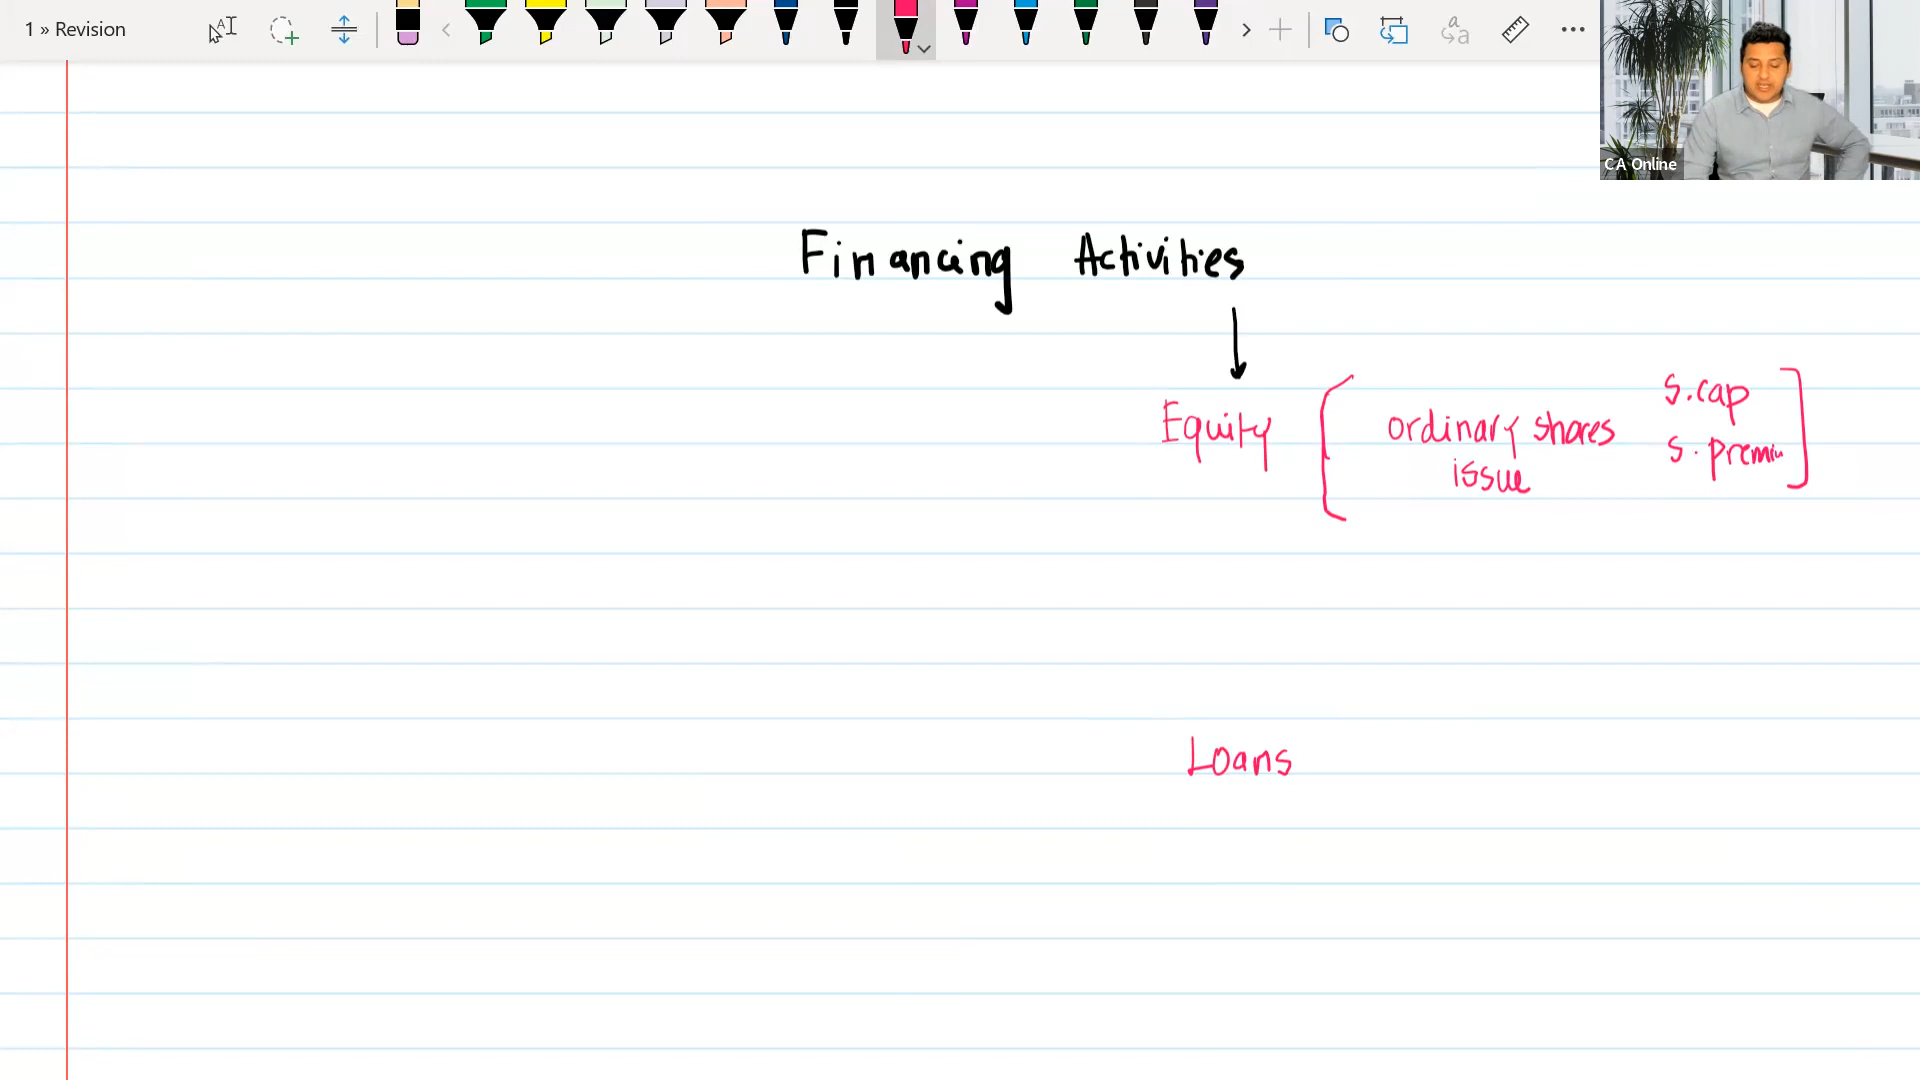 1 » Revision
CA Online
Financing Activities
Equity
ordinary shares
issue
s.cap
s.premiu
Loans